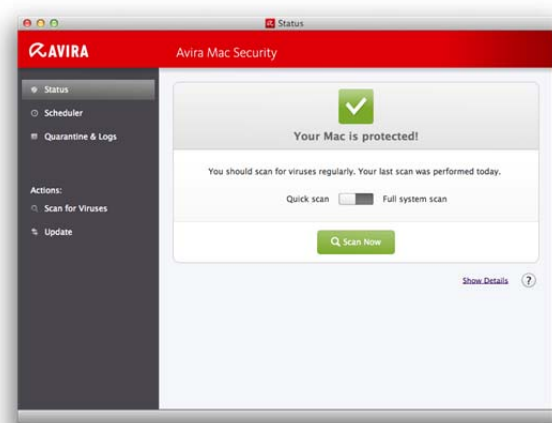 Status
AVIRA
Avira Mac Security
Status
Scheduler
Quarantine & Logs
Actions:
Scan for Viruses
Update
Your Mac is protected!
You should scan for viruses regularly. Your last scan was performed today.
Quick scan Full system scan
Scan Now
Show Details ?